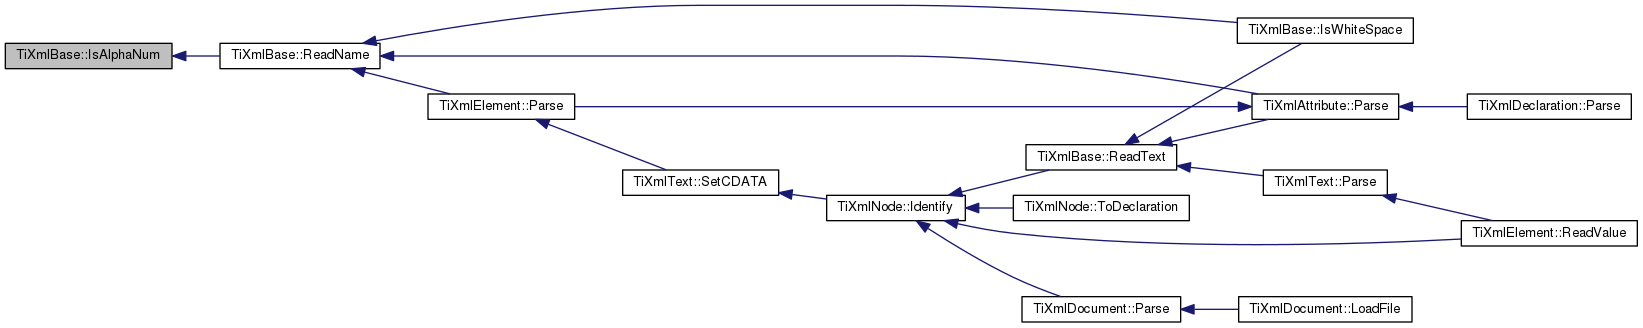 TiXmlBase::IsAlphaNum
TiXmlBase::ReadName
TiXmlElement::Parse
TiXmlText::SetCDATA
TiXmlNode::Identify
TiXmlBase::ReadText
TiXmlNode::ToDeclaration
TiXmlDocument::Parse
TiXmlBase::IsWhiteSpace
TiXmlAttribute::Parse
TiXmlText::Parse
TiXmlDocument::LoadFile
TiXmlDeclaration::Parse
TiXmlElement::ReadValue